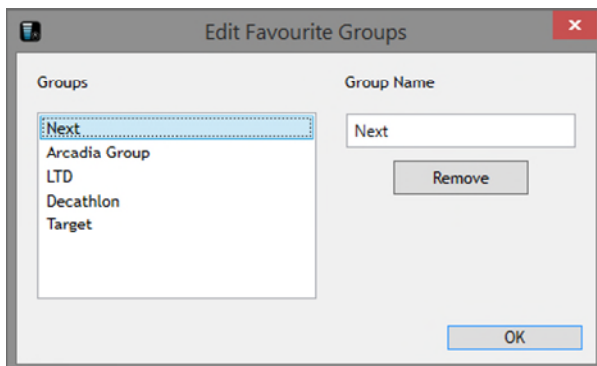 Edit Favourite Groups
Groups
Group Name
Next
Next
Arcadia Group
LTD
Remove
Decathlon
Target
OK